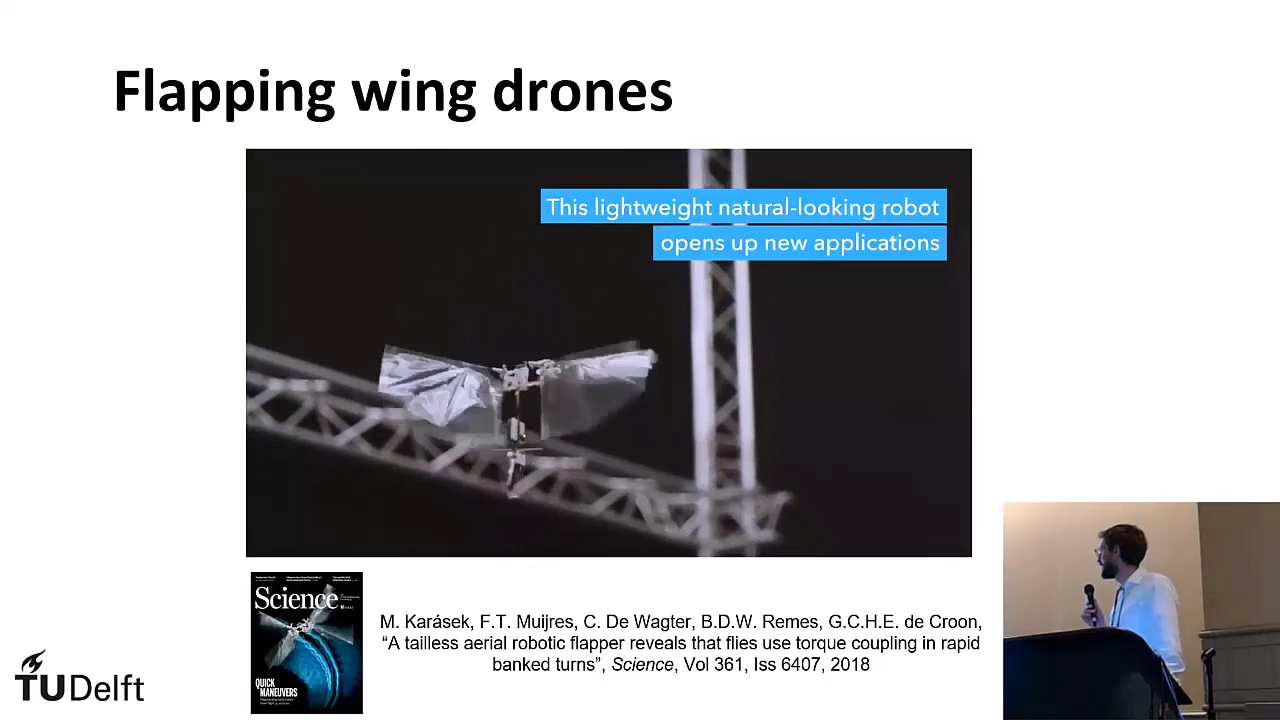 Flapping wing drones
This lightweight natural-looking robot
opens up new applications
Science
QUICK
MANEUVERS
M. Karásek, F.T. Muijres, C. De Wagter, B.D.W. Remes, G.C.H.E. de Croon,
“A tailless aerial robotic flapper reveals that flies use torque coupling in rapid
banked turns”, Science, Vol 361, Iss 6407, 2018
TUDelft